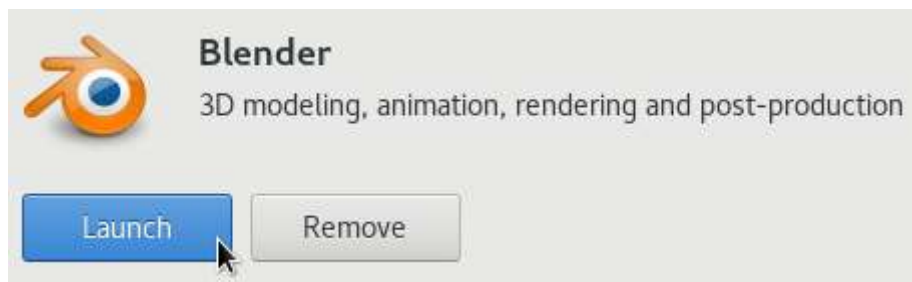 Blender
3D modeling, animation, rendering and post-production
Launch
Remove